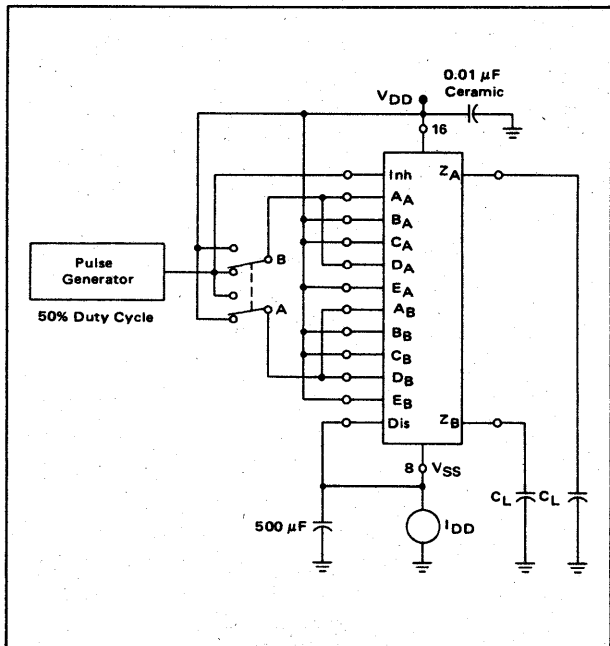 0.01 μF
Ceramic
VDD
16
Inh
ZA
AA
BA
CA
DA
EA
AB
BB
CB
DB
EB
Dis
ZB
Pulse
Generator
50% Duty Cycle
B
A
8
VSS
500 μF
IDD
CL
CL